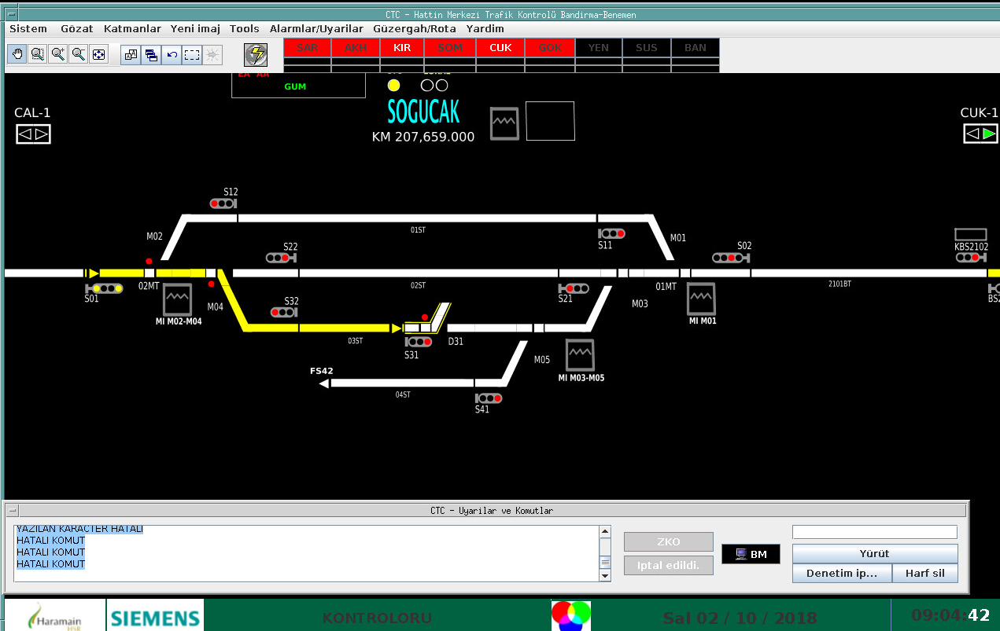 CTC - Hattin Merkezi Trafik Kontrolü Bandirma-Benemen
Sistem Gözat Katmanlar Yeni imaj Tools Alarmlar/Uyarilar Güzergah/Rota Yardim
SAR AKH KIR SOM CUK GOK YEN SUS BAN
GUM
SOGUCAK
KM 207,659.000
CAL-1
CUK-1
S12
M02
01ST
S11
M01
S22
S02
KBS2102
S01
02MT
02ST
S21
01MT
2101BT
MI M02-M04
M04
S32
M03
MI M01
03ST
S31
D31
M05
MI M03-M05
FS42
04ST
S41
CTC - Uyarilar ve Komutlar
YAZILAN KARACTER HATALI
HATALI KOMUT
HATALI KOMUT
HATALI KOMUT
ZKO
Iptal edildi.
BM
Yürüt
Denetim ip... Harf sil
Haramain
HSR
SIEMENS
KONTROLORU
Sal 02 / 10 / 2018
09:04:42